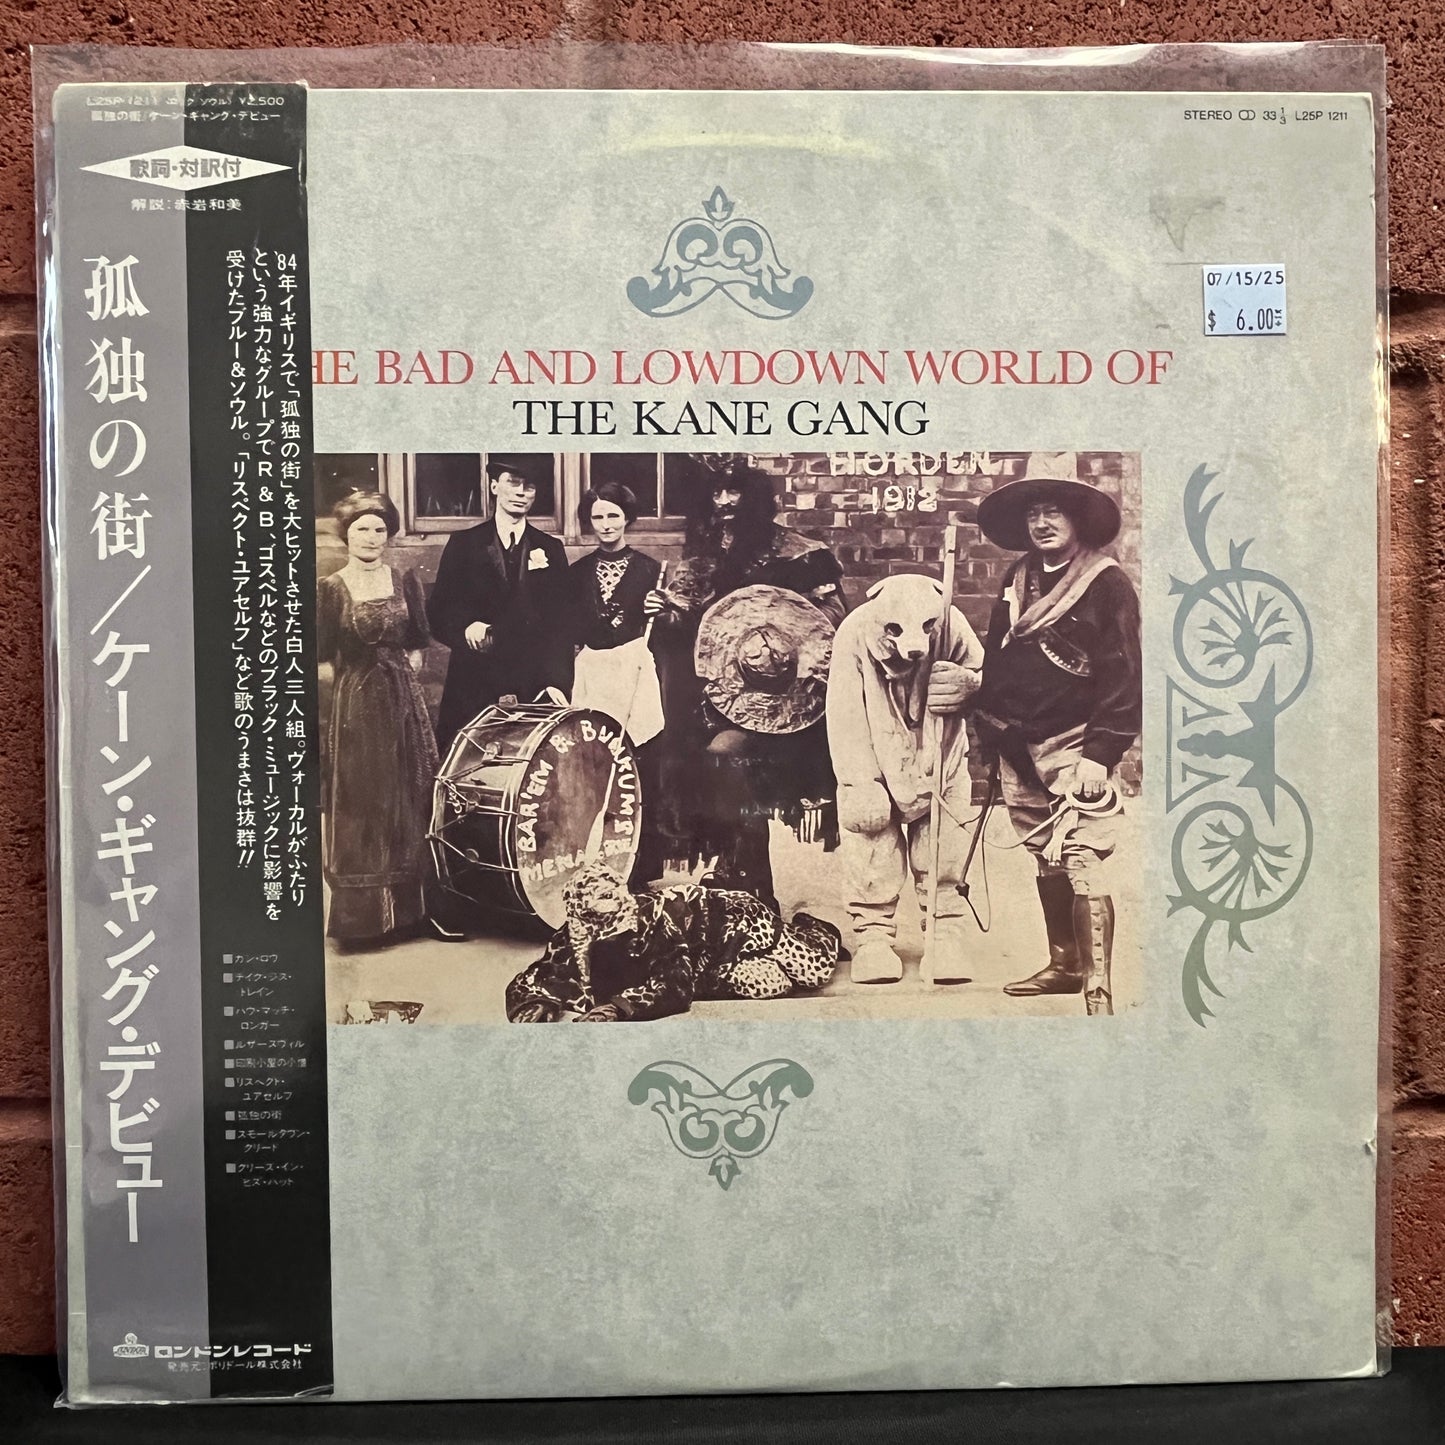 L25P 1211 (ロック ソウル) ¥2,500
孤独の街/ケーン・ギャング・デビュー
歌詞・対訳付
解説:赤岩和美
孤独の街/ケーン・ギャング・デビュー
'84年イギリスで「孤独の街」を大ヒットさせた白人三人組。ヴォーカルがふたり
という強力なグループでR&B、ゴスペルなどのブラック・ミュージックに影響を
受けたブルー&ソウル。「リスペクト・ユアセルフ」など歌のうまさは抜群!!
■カン・ロウ
■テイク・ジス・
トレイン
■ハウ・マッチ・
ロンガー
■ルザースヴィル
■印刷小屋の小僧
■リスペクト・
ユアセルフ
■孤独の街
■スモールタウン・
クリード
■クリース・イン・
ヒズ・ハット
ロンドンレコード
発売元=ポリドール株式会社
STEREO 33 1/3 L25P 1211
07/15/25
$ 6.00
HE BAD AND LOWDOWN WORLD OF
THE KANE GANG
HORDEN
1912
BAR'EM & BUNKUM'S